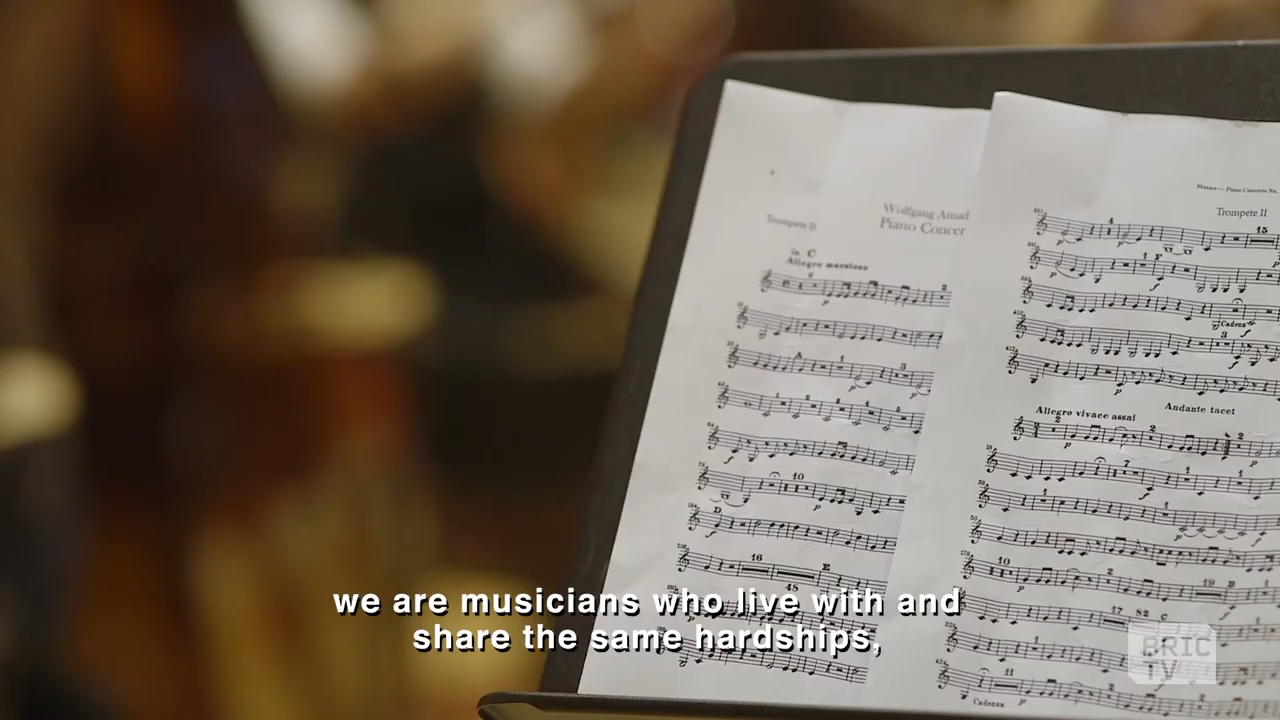 Wolfgang Amad
Piano Concer
Trompete II
in C
Allegro maestoso
Mozart — Piano Concerto No.
Trompete II
Cadenz
Andante tacet
Allegro vivace assai
Cadenza
we are musicians who live with and
share the same hardships,
BRIC
TV